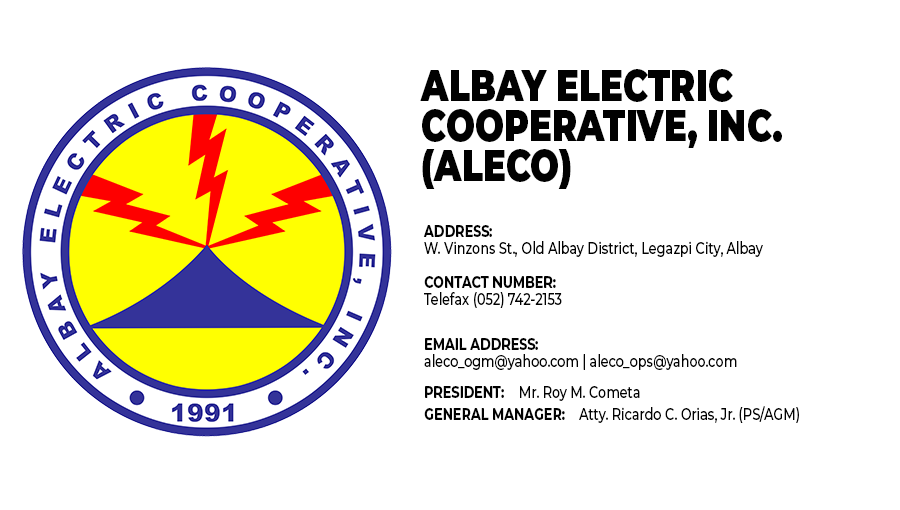 ALBAY ELECTRIC COOPERATIVE, INC.
1991
ALBAY ELECTRIC
COOPERATIVE, INC.
(ALECO)
ADDRESS:
W. Vinzons St., Old Albay District, Legazpi City, Albay
CONTACT NUMBER:
Telefax (052) 742-2153
EMAIL ADDRESS:
aleco_ogm@yahoo.com | aleco_ops@yahoo.com
PRESIDENT: Mr. Roy M. Cometa
GENERAL MANAGER: Atty. Ricardo C. Orias, Jr. (PS/AGM)